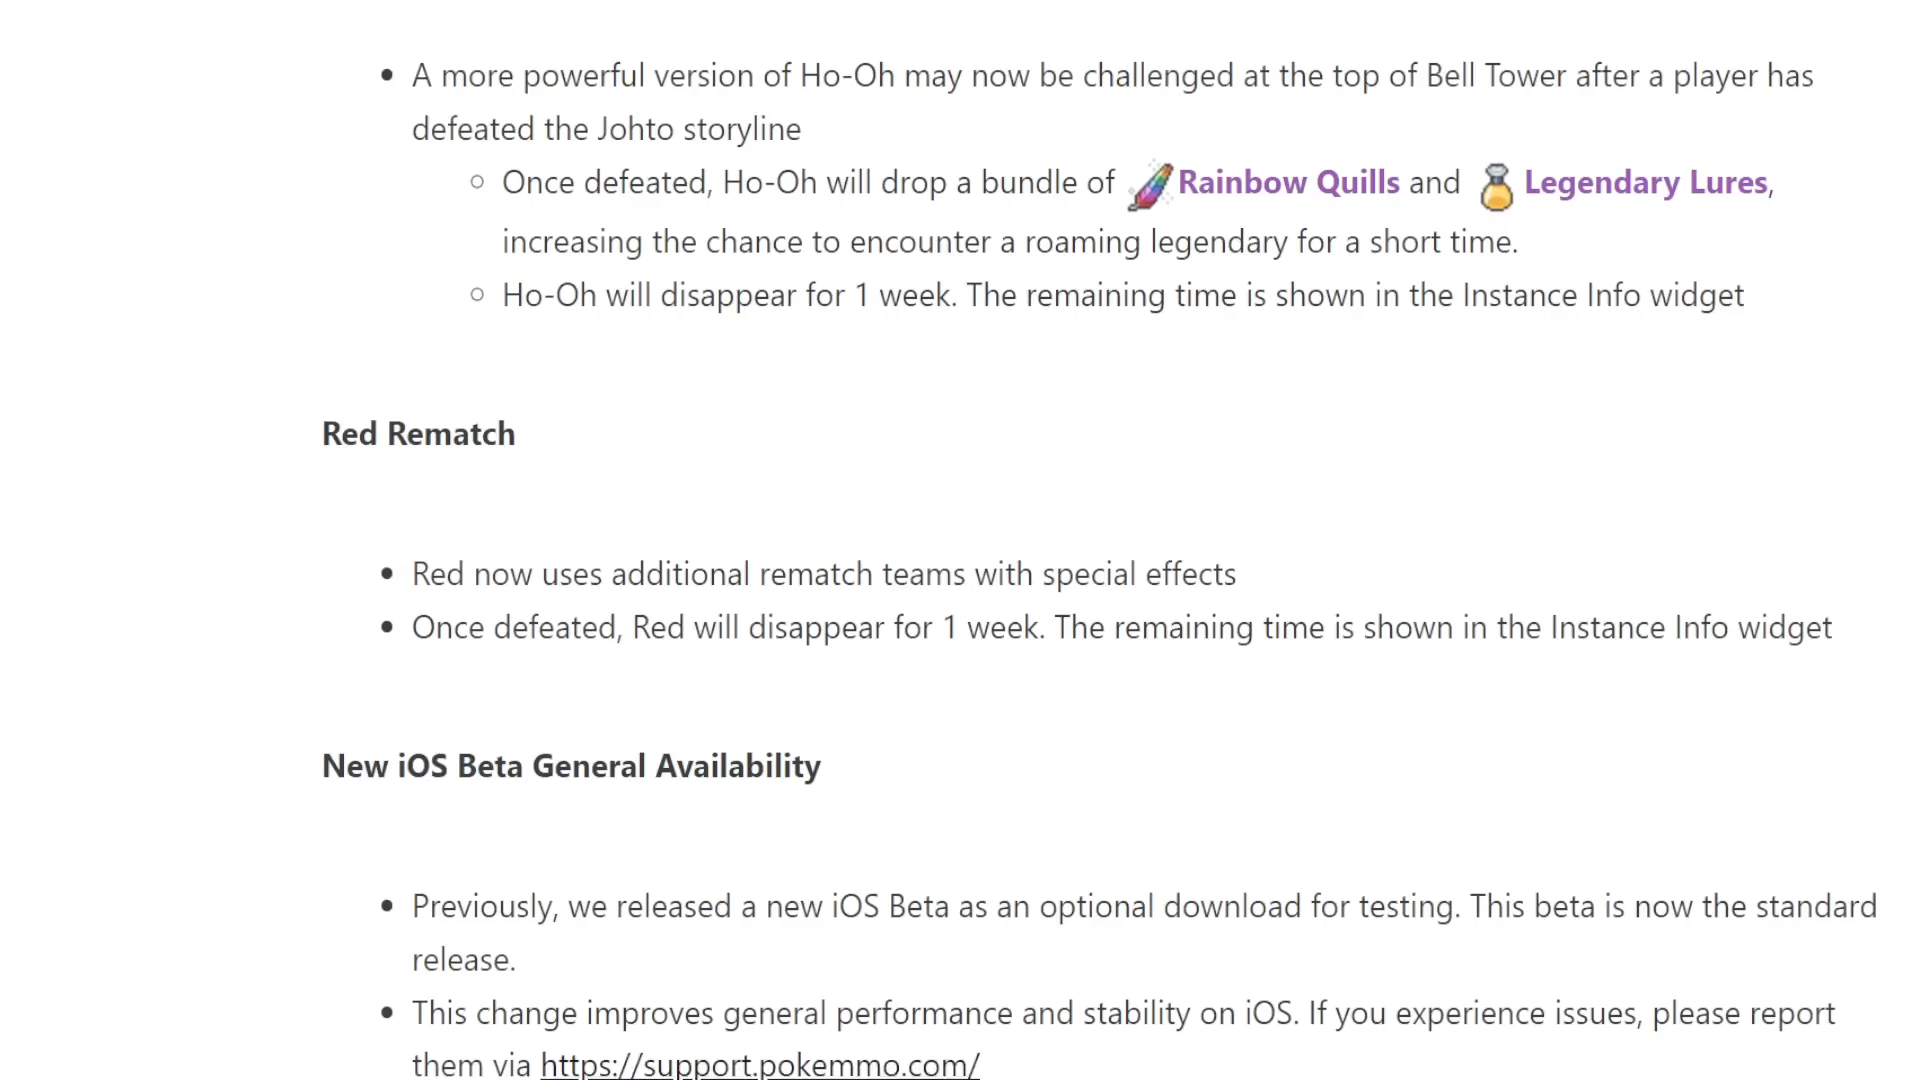 A more powerful version of Ho-Oh may now be challenged at the top of Bell Tower after a player has
defeated the Johto storyline
Once defeated, Ho-Oh will drop a bundle of Rainbow Quills and Legendary Lures,
increasing the chance to encounter a roaming legendary for a short time.
Ho-Oh will disappear for 1 week. The remaining time is shown in the Instance Info widget
Red Rematch
Red now uses additional rematch teams with special effects
Once defeated, Red will disappear for 1 week. The remaining time is shown in the Instance Info widget
New iOS Beta General Availability
Previously, we released a new iOS Beta as an optional download for testing. This beta is now the standard
release.
This change improves general performance and stability on iOS. If you experience issues, please report
them via https://support.pokemmo.com/